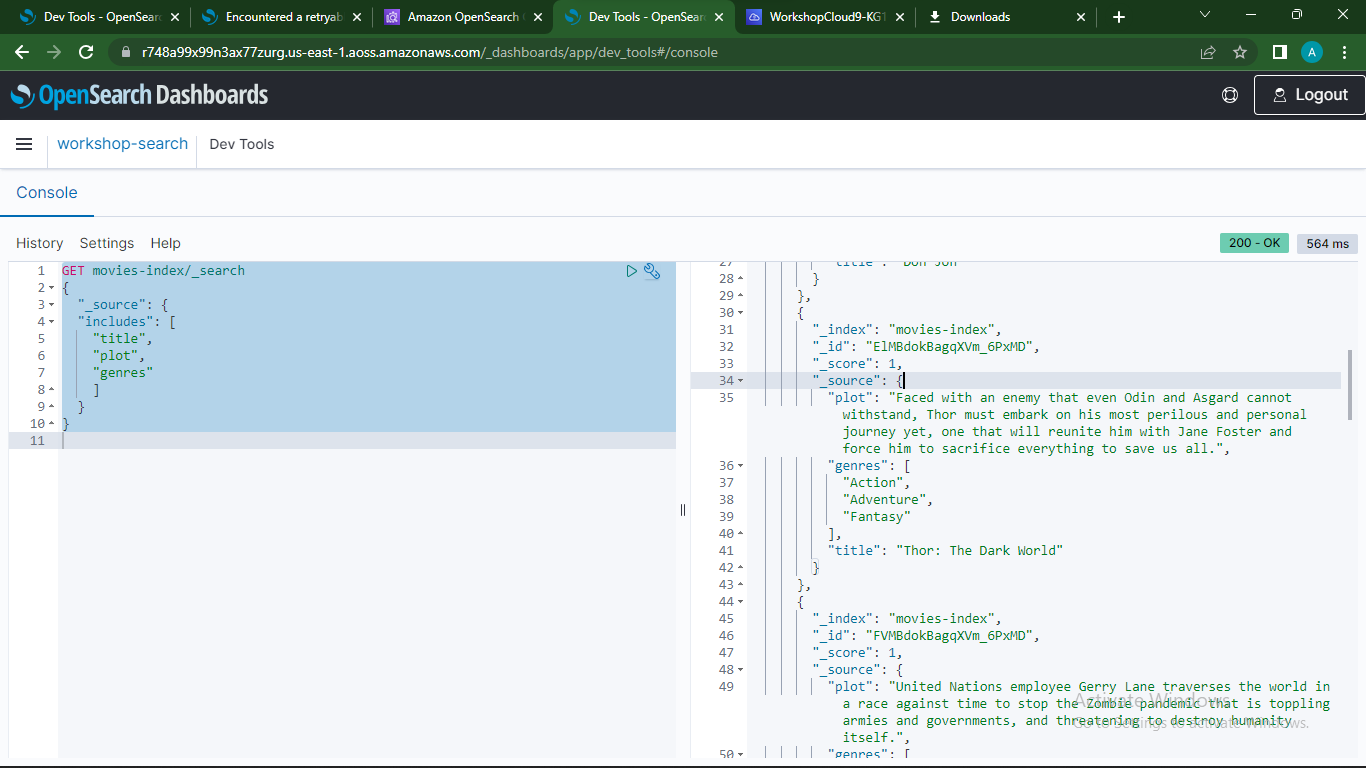 Dev Tools - OpenSear
Encountered a retryab
Amazon OpenSearch
Dev Tools - OpenSear
WorkshopCloud9-KG1
Downloads
r748a99x99n3ax77zurg.us-east-1.aoss.amazonaws.com/_dashboards/app/dev_tools#/console
A
OpenSearch Dashboards
Logout
workshop-search
Dev Tools
Console
History Settings Help
200 - OK
564 ms
1 GET movies-index/_search
2 {
3 "_source": {
4 "includes": [
5 "title",
6 "plot",
7 "genres"
8 ]
9 }
10 }
11
27 "title": "Don Jon"
28 }
29 },
30 {
31 "_index": "movies-index",
32 "_id": "ElMBdokBagqXVm_6PxMD",
33 "_score": 1,
34 "_source": {
35 "plot": "Faced with an enemy that even Odin and Asgard cannot
withstand, Thor must embark on his most perilous and personal
journey yet, one that will reunite him with Jane Foster and
force him to sacrifice everything to save us all.",
36 "genres": [
37 "Action",
38 "Adventure",
39 "Fantasy"
40 ],
41 "title": "Thor: The Dark World"
42 }
43 },
44 {
45 "_index": "movies-index",
46 "_id": "FVMBdokBagqXVm_6PxMD",
47 "_score": 1,
48 "_source": {
49 "plot": "United Nations employee Gerry Lane traverses the world in
a race against time to stop the Zombie pandemic that is toppling
armies and governments, and threatening to destroy humanity
itself.",
50 "genres": [
Activate Windows
Go to Settings to activate Windows.